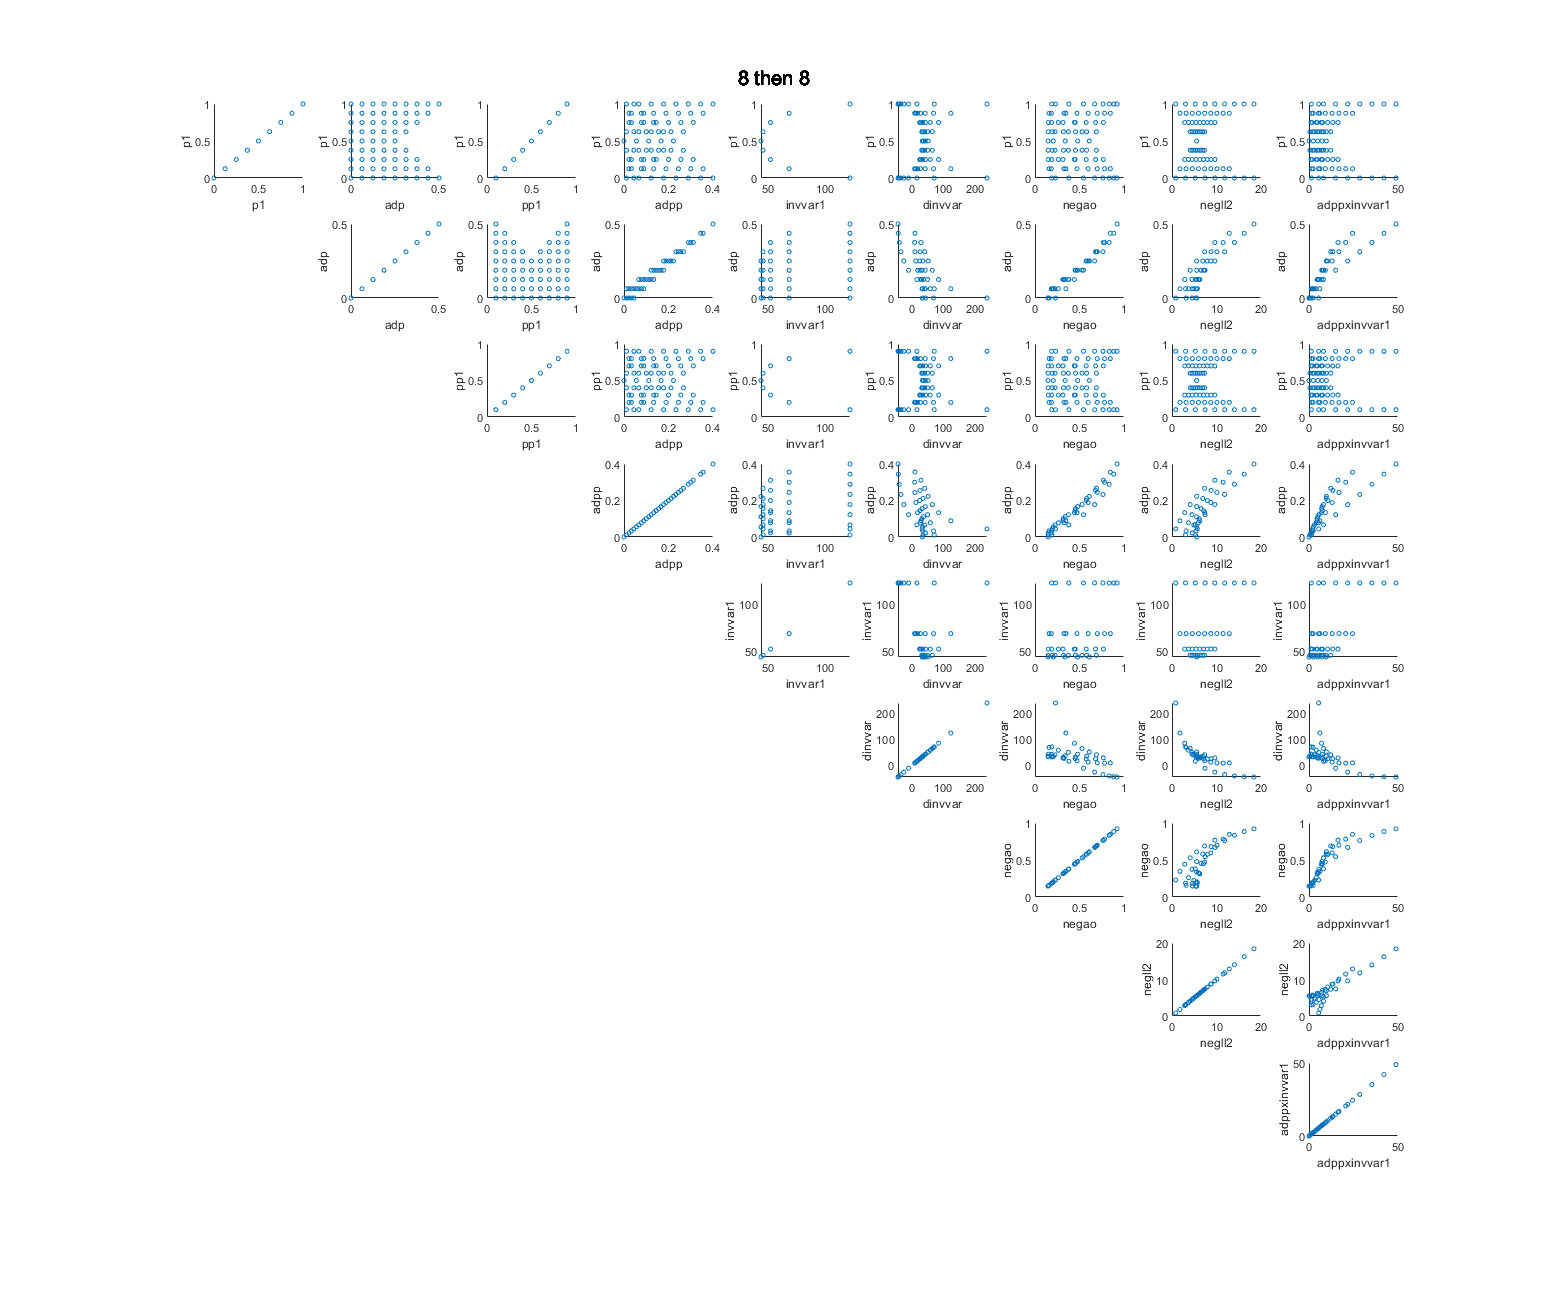 8 then 8
1 1 1 1 1 1 1 1 1
p1 p1 p1 p1 p1 p1 p1 p1 p1
0.5 0.5 0.5 0.5 0.5 0.5 0.5 0.5 0.5
0 0 0 0 0 0 0 0 0
0 0.5 1 0 0.5 0 0.5 1 0 0.2 0.4 50 100 0 100 200 0 0.5 1 0 10 20 0 50
p1 adp pp1 adpp invvar1 dinvvar negao negll2 adppxinvvar1
0.5 0.5 0.5 0.5 0.5 0.5 0.5 0.5
adp adp adp adp adp adp adp adp
0 0 0 0 0 0 0 0
0 0.5 0 0.5 1 0 0.2 0.4 50 100 0 100 200 0 0.5 1 0 10 20 0 50
adp pp1 adpp invvar1 dinvvar negao negll2 adppxinvvar1
1 1 1 1 1 1 1
pp1 pp1 pp1 pp1 pp1 pp1 pp1
0.5 0.5 0.5 0.5 0.5 0.5 0.5
0 0 0 0 0 0 0
0 0.5 1 0 0.2 0.4 50 100 0 100 200 0 0.5 1 0 10 20 0 50
pp1 adpp invvar1 dinvvar negao negll2 adppxinvvar1
0.4 0.4 0.4 0.4 0.4 0.4
adpp adpp adpp adpp adpp adpp
0.2 0.2 0.2 0.2 0.2 0.2
0 0 0 0 0 0
0 0.2 0.4 50 100 0 100 200 0 0.5 1 0 10 20 0 50
adpp invvar1 dinvvar negao negll2 adppxinvvar1
100 100 100 100 100
invvar1 invvar1 invvar1 invvar1 invvar1
50 50 50 50 50
50 100 0 100 200 0 0.5 1 0 10 20 0 50
invvar1 dinvvar negao negll2 adppxinvvar1
200 200 200 200
dinvvar dinvvar dinvvar dinvvar
100 100 100 100
0 0 0 0
0 100 200 0 0.5 1 0 10 20 0 50
dinvvar negao negll2 adppxinvvar1
1 1 1
negao negao negao
0.5 0.5 0.5
0 0 0
0 0.5 1 0 10 20 0 50
negao negll2 adppxinvvar1
20 20
negll2 negll2
10 10
0 0
0 10 20 0 50
negll2 adppxinvvar1
50
adppxinvvar1
0
0 50
adppxinvvar1